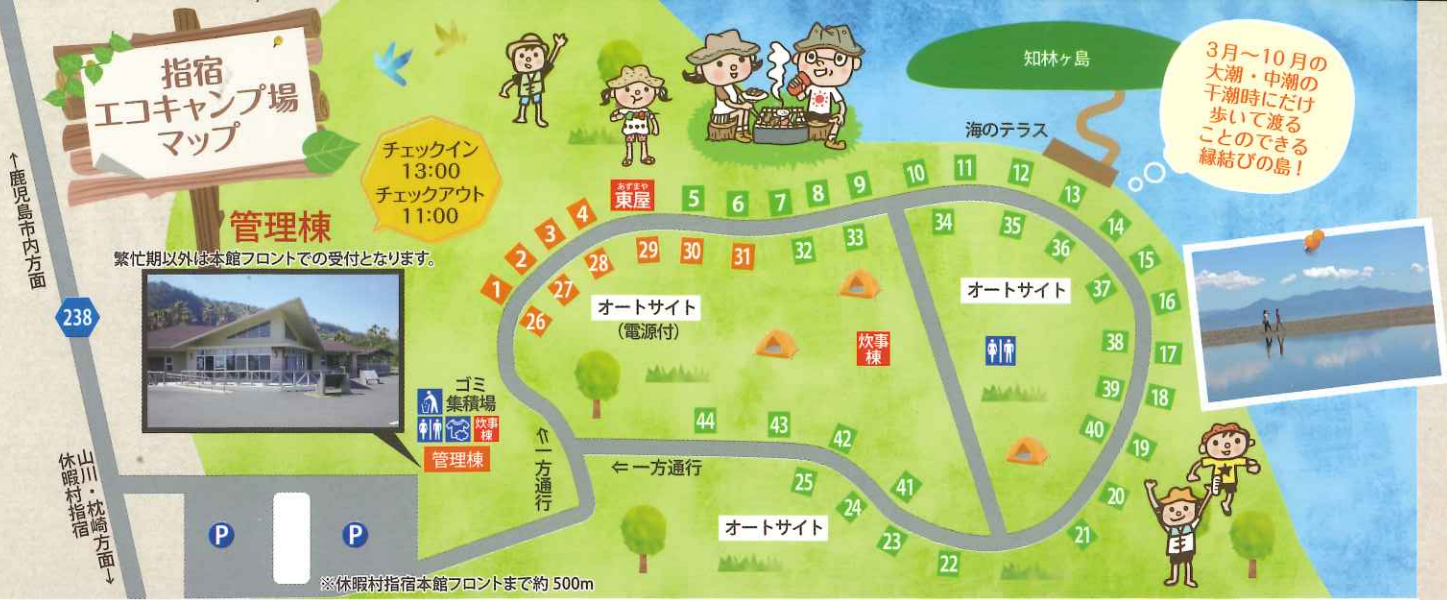 指宿
エコキャンプ場
マップ
チェックイン
13:00
チェックアウト
11:00
知林ヶ島
海のテラス
3月～10月の
大潮・中潮の
干潮時にだけ
歩いて渡る
ことのできる
縁結びの島！
↑鹿児島市内方面
238
山川・枕崎方面↓
休暇村指宿
管理棟
繁忙期以外は本館フロントでの受付となります。
ゴミ
集積場
炊事
棟
管理棟
P
P
※休暇村指宿本館フロントまで約500m
あずまや
東屋
1
2
3
4
5
6
7
8
9
10
11
12
13
14
15
16
17
18
19
20
21
22
23
24
25
26
27
28
29
30
31
32
33
34
35
36
37
38
39
40
41
42
43
44
オートサイト
(電源付)
オートサイト
炊事
棟
⇑一方通行
⇐一方通行
オートサイト